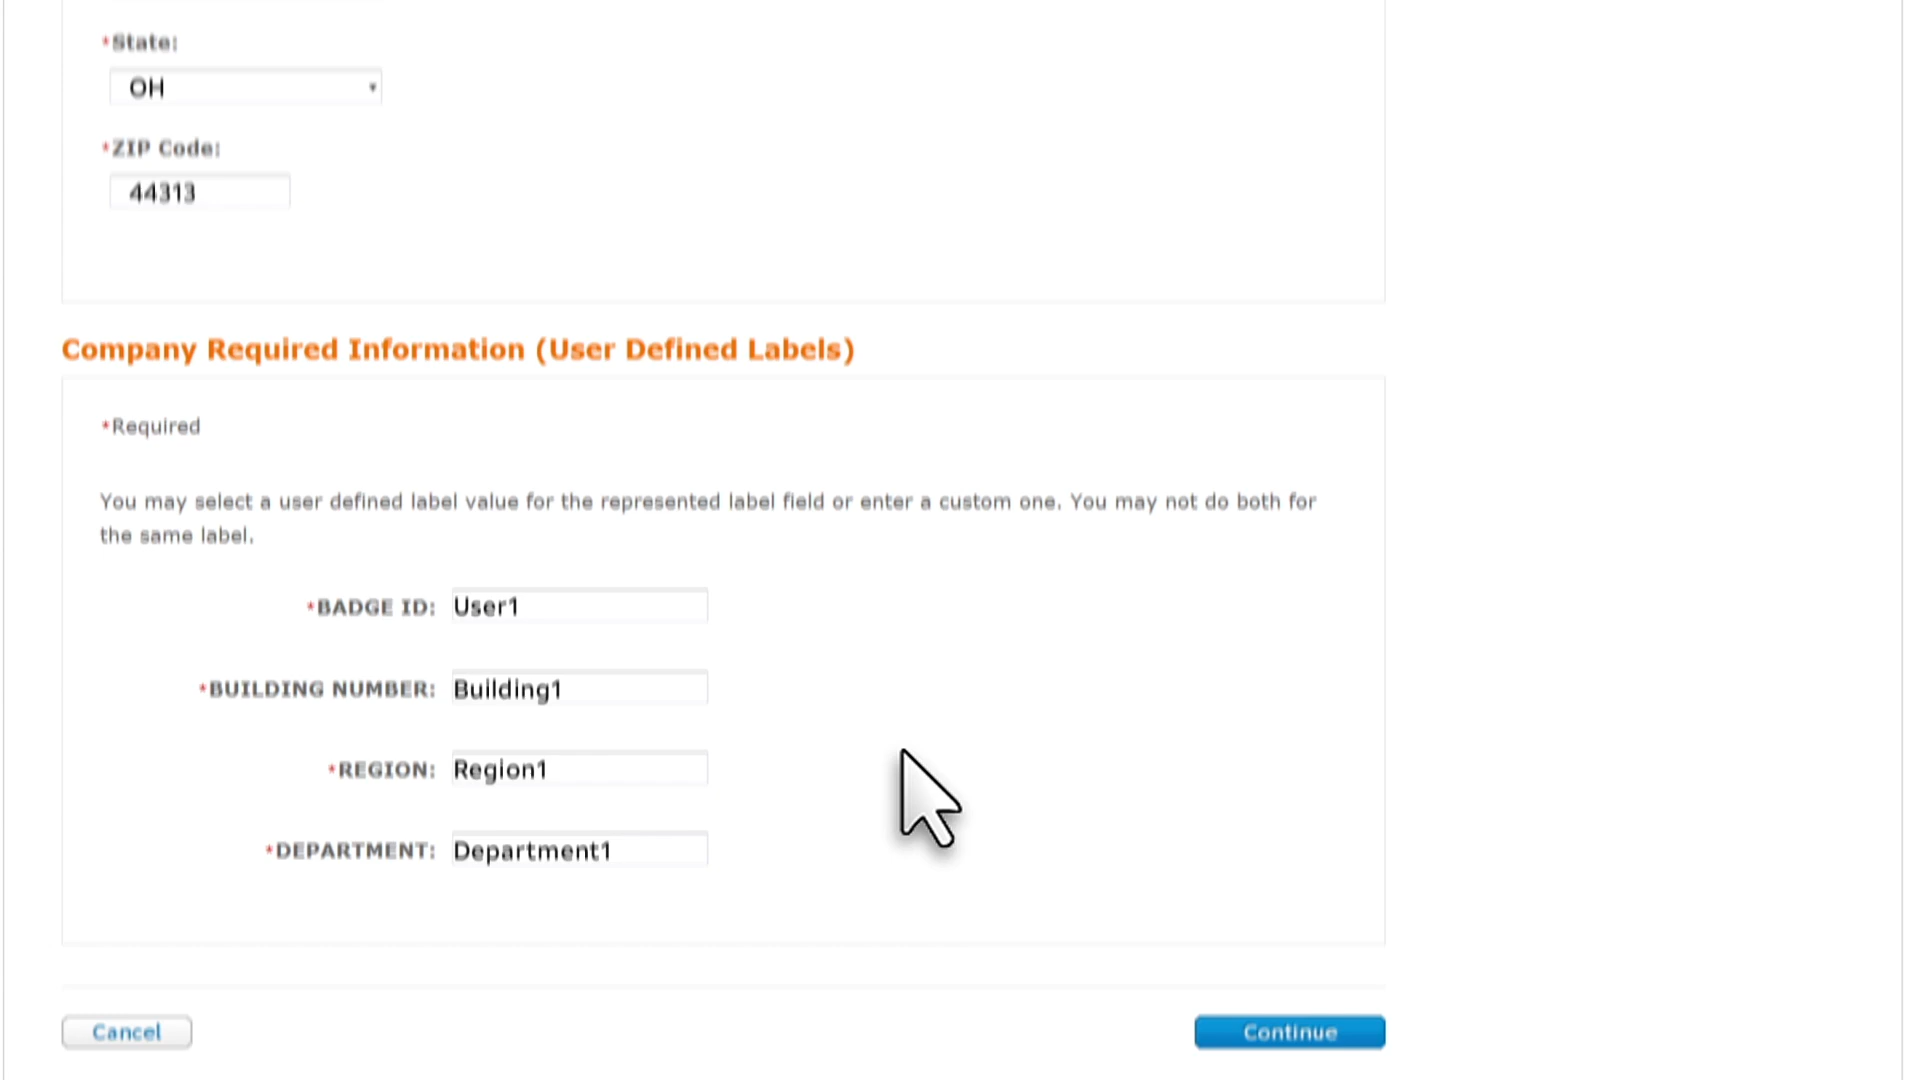 *State:
OH
*ZIP Code:
44313
Company Required Information (User Defined Labels)
*Required
You may select a user defined label value for the represented label field or enter a custom one. You may not do both for
the same label.
*BADGE ID: User1
*BUILDING NUMBER: Building1
*REGION: Region1
*DEPARTMENT: Department1
Cancel Continue